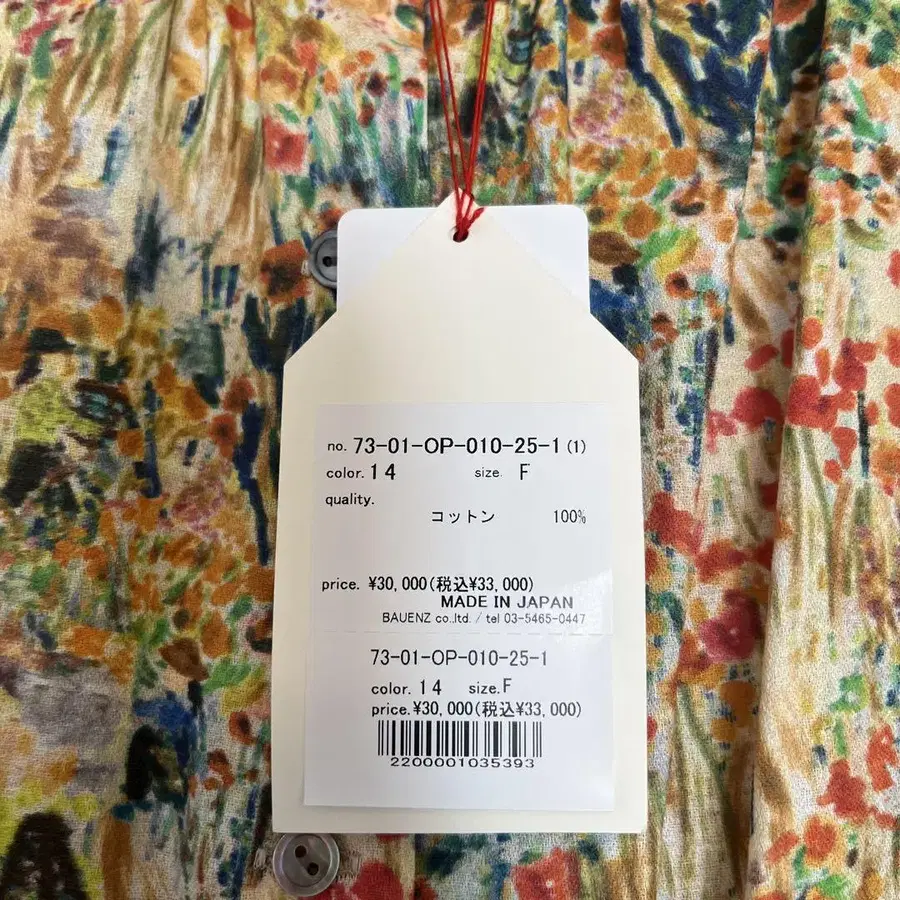 no. 73-01-OP-010-25-1(1)
color. 14 size. F
quality.
コットン 100%
price. ¥30,000(税込¥33,000)
MADE IN JAPAN
BAUENZ co.,ltd. / tel 03-5465-0447
73-01-OP-010-25-1
color. 14 size.F
price.¥30,000(税込¥33,000)
2200001035393